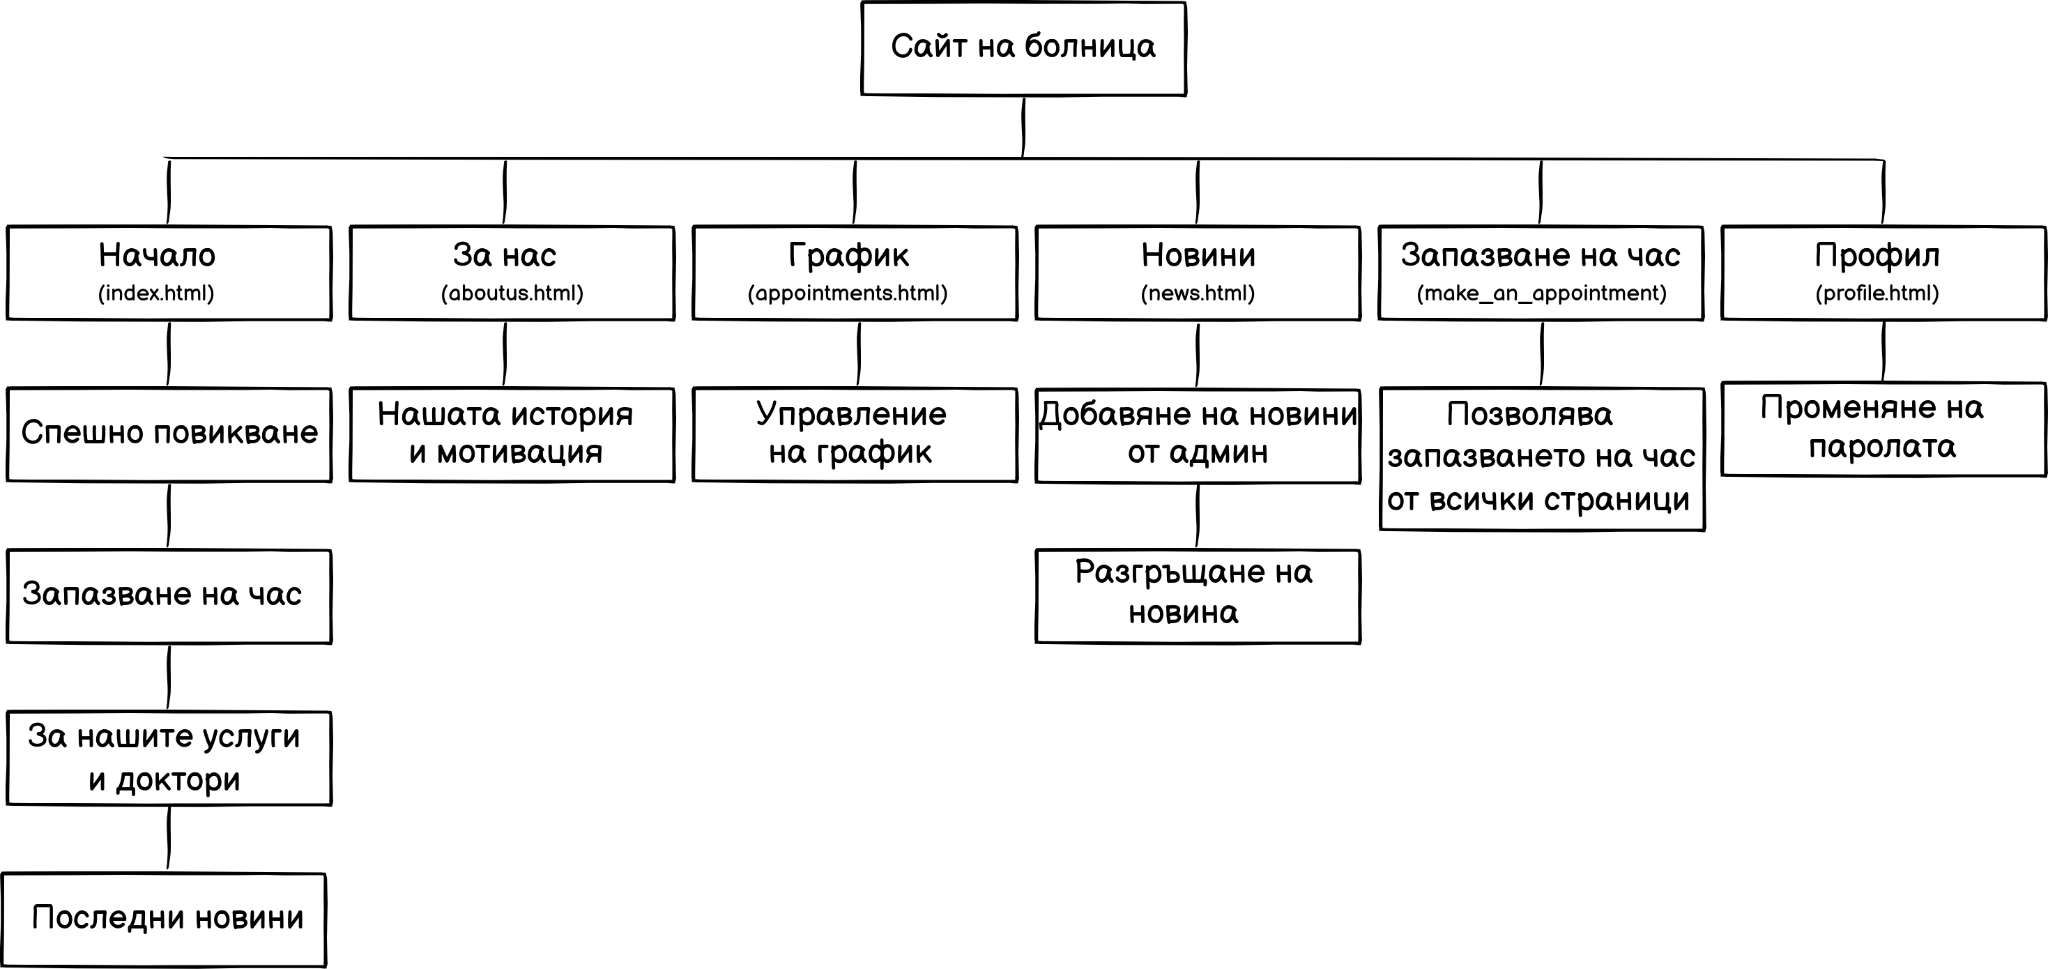 Сайт на болница
Начало
(index.html)
За нас
(aboutus.html)
График
(appointments.html)
Новини
(news.html)
Запазване на час
(make_an_appointment)
Профил
(profile.html)
Спешно повикване
Нашата история
и мотивация
Управление
на график
Добавяне на новини
от админ
Позволява
запазването на час
от всички страници
Променяне на
паролата
Запазване на час
Разгръщане на
новина
За нашите услуги
и доктори
Последни новини